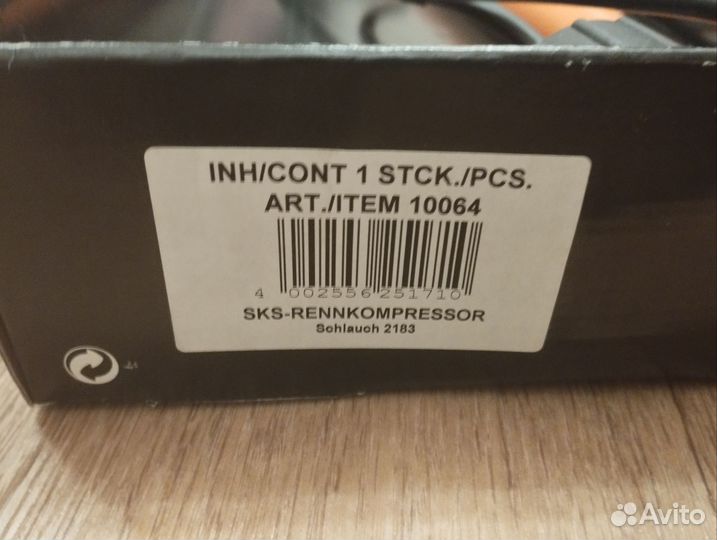 INH/CONT 1 STCK./PCS.
ART./ITEM 10064
4 002556 251710
SKS-RENNKOMPRESSOR
Schlauch 2183
Avito